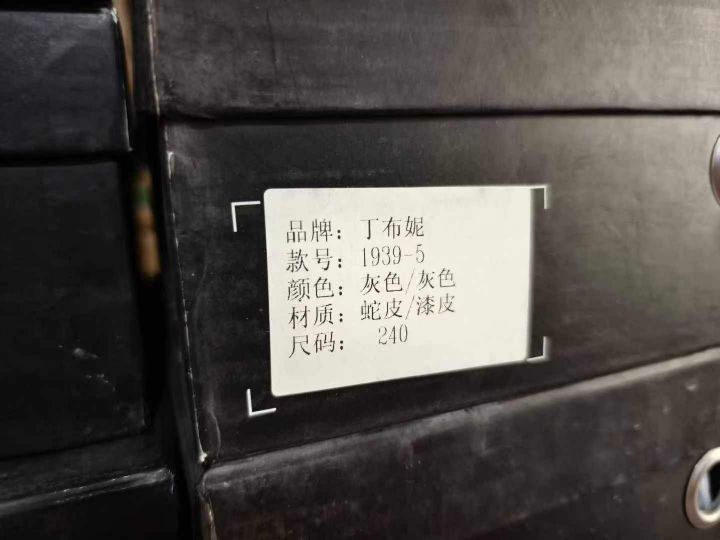 品牌：丁布妮
款号：1939-5
颜色：灰色/灰色
材质：蛇皮/漆皮
尺码： 240